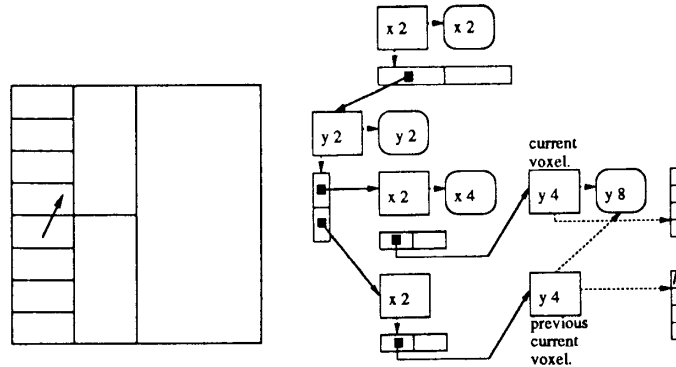 x 2
x 2
y 2
y 2
current
voxel.
x 2
x 4
y 4
y 8
x 2
y 4
previous
current
voxel.